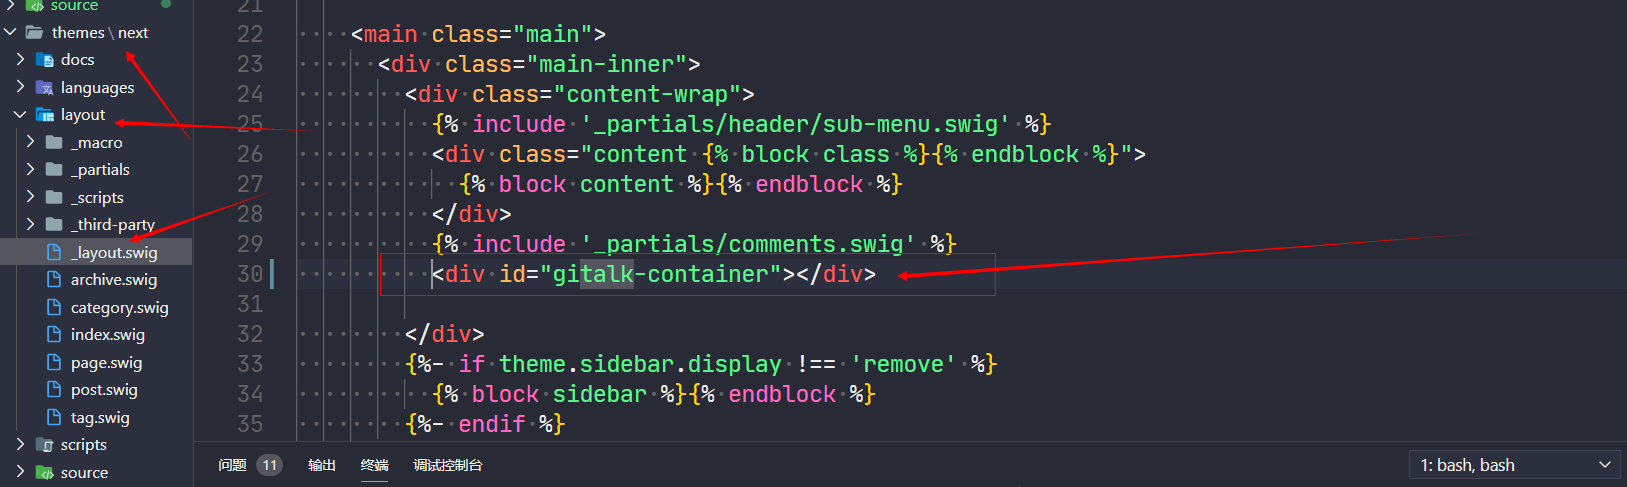 source
themes\next
docs
languages
layout
_macro
_partials
_scripts
_third-party
_layout.swig
archive.swig
category.swig
index.swig
page.swig
post.swig
tag.swig
scripts
source
21
22 <main class="main">
23 <div class="main-inner">
24 <div class="content-wrap">
25 {% include '_partials/header/sub-menu.swig' %}
26 <div class="content {% block class %}{% endblock %}">
27 {% block content %}{% endblock %}
28 </div>
29 {% include '_partials/comments.swig' %}
30 <div id="gitalk-container"></div>
31
32 </div>
33 {%- if theme.sidebar.display !== 'remove' %}
34 {% block sidebar %}{% endblock %}
35 {%- endif %}
问题 11 输出 终端 调试控制台 1: bash, bash